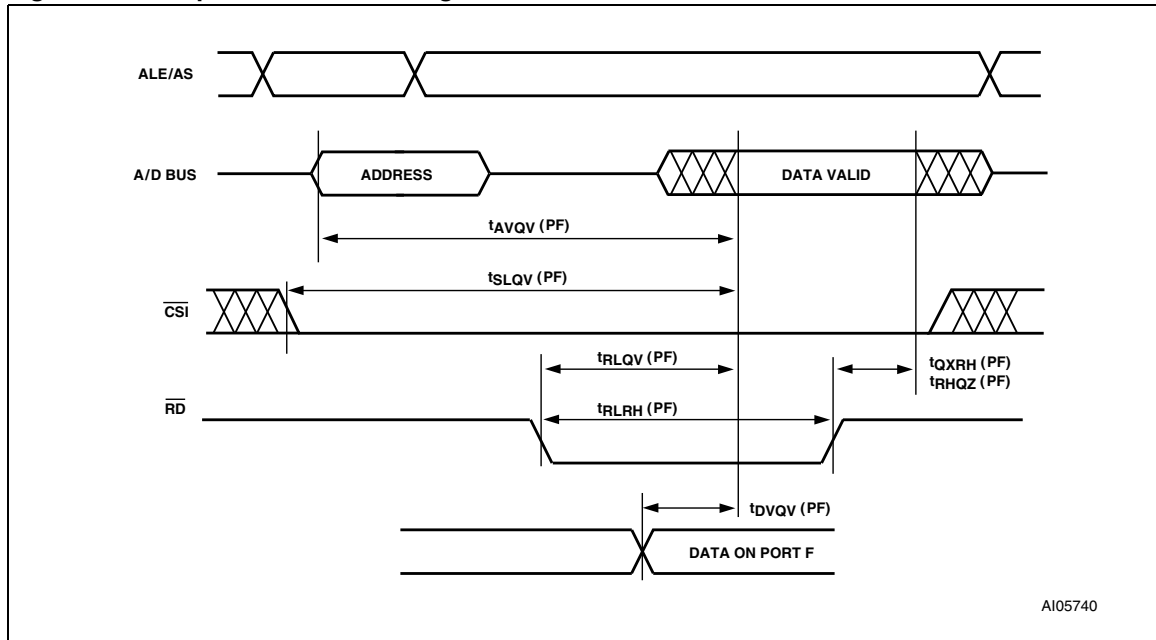 ALE/AS
A/D BUS
ADDRESS
DATA VALID
tAVQV (PF)
tSLQV (PF)
CSI
tRLQV (PF)
tQXRH (PF)
tRHQZ (PF)
RD
tRLRH (PF)
tDVQV (PF)
DATA ON PORT F
AI05740